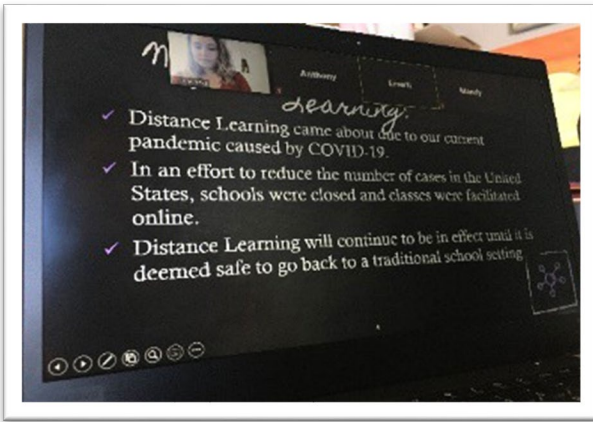 Anthony
Learning.
Distance Learning came about due to our current
pandemic caused by COVID-19.
In an effort to reduce the number of cases in the United
States, schools were closed and classes were facilitated
online.
Distance Learning will continue to be in effect until it is
deemed safe to go back to a traditional school setting